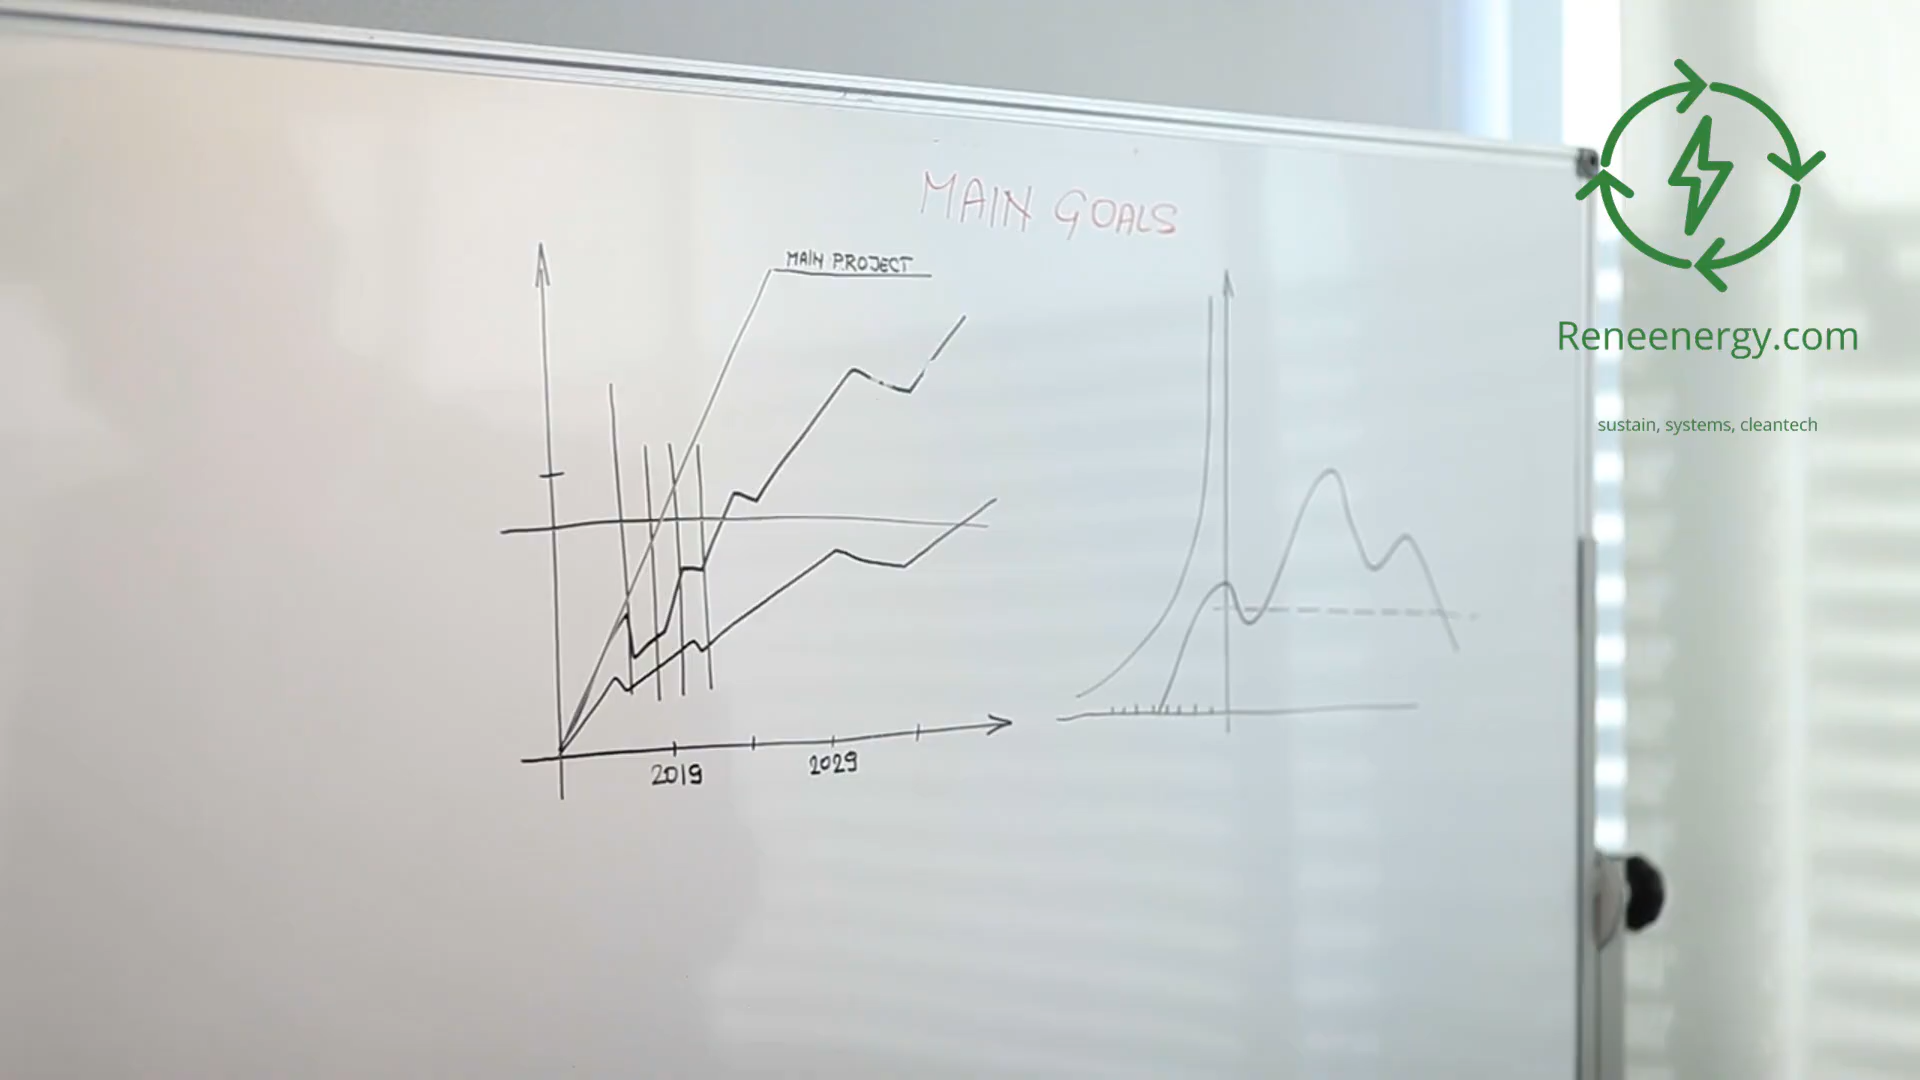 MAIN GOALS
MAIN PROJECT
2019
2029
Reneenergy.com
sustain, systems, cleantech